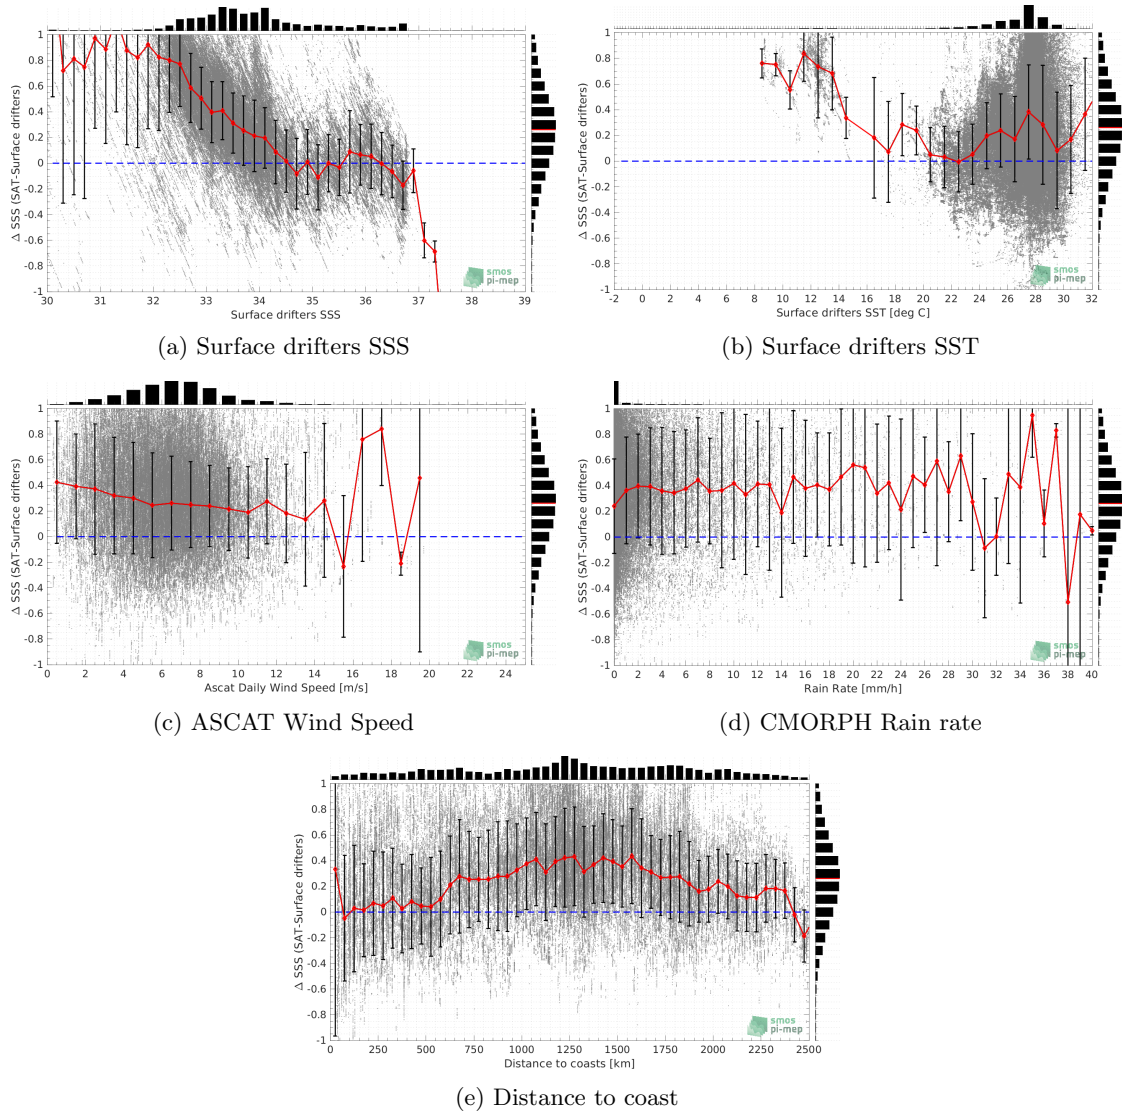 1
0.8
0.6
0.4
0.2
0
-0.2
-0.4
-0.6
-0.8
-1
Δ SSS (SAT-Surface drifters)
30 31 32 33 34 35 36 37 38 39
Surface drifters SSS
smos
pi-mep
(a) Surface drifters SSS
1
0.8
0.6
0.4
0.2
0
-0.2
-0.4
-0.6
-0.8
-1
Δ SSS (SAT-Surface drifters)
-2 0 2 4 6 8 10 12 14 16 18 20 22 24 26 28 30 32
Surface drifters SST [deg C]
smos
pi-mep
(b) Surface drifters SST
1
0.8
0.6
0.4
0.2
0
-0.2
-0.4
-0.6
-0.8
-1
Δ SSS (SAT-Surface drifters)
0 2 4 6 8 10 12 14 16 18 20 22 24
Ascat Daily Wind Speed [m/s]
smos
pi-mep
(c) ASCAT Wind Speed
1
0.8
0.6
0.4
0.2
0
-0.2
-0.4
-0.6
-0.8
-1
Δ SSS (SAT-Surface drifters)
0 2 4 6 8 10 12 14 16 18 20 22 24 26 28 30 32 34 36 38 40
Rain Rate [mm/h]
smos
pi-mep
(d) CMORPH Rain rate
1
0.8
0.6
0.4
0.2
0
-0.2
-0.4
-0.6
-0.8
-1
Δ SSS (SAT-Surface drifters)
0 250 500 750 1000 1250 1500 1750 2000 2250 2500
Distance to coasts [km]
smos
pi-mep
(e) Distance to coast